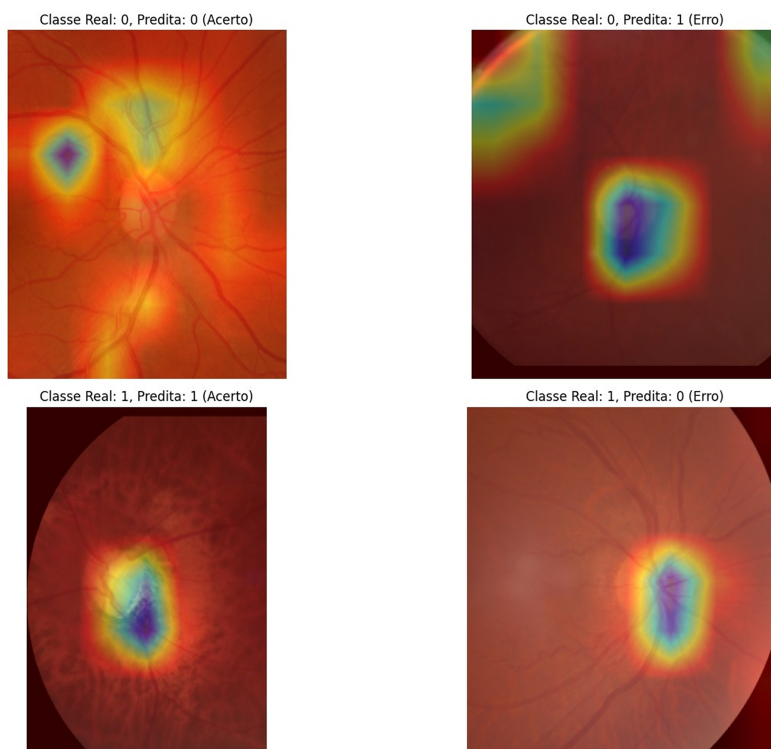 Classe Real: 0, Predita: 0 (Acerto)
Classe Real: 0, Predita: 1 (Erro)
Classe Real: 1, Predita: 1 (Acerto)
Classe Real: 1, Predita: 0 (Erro)